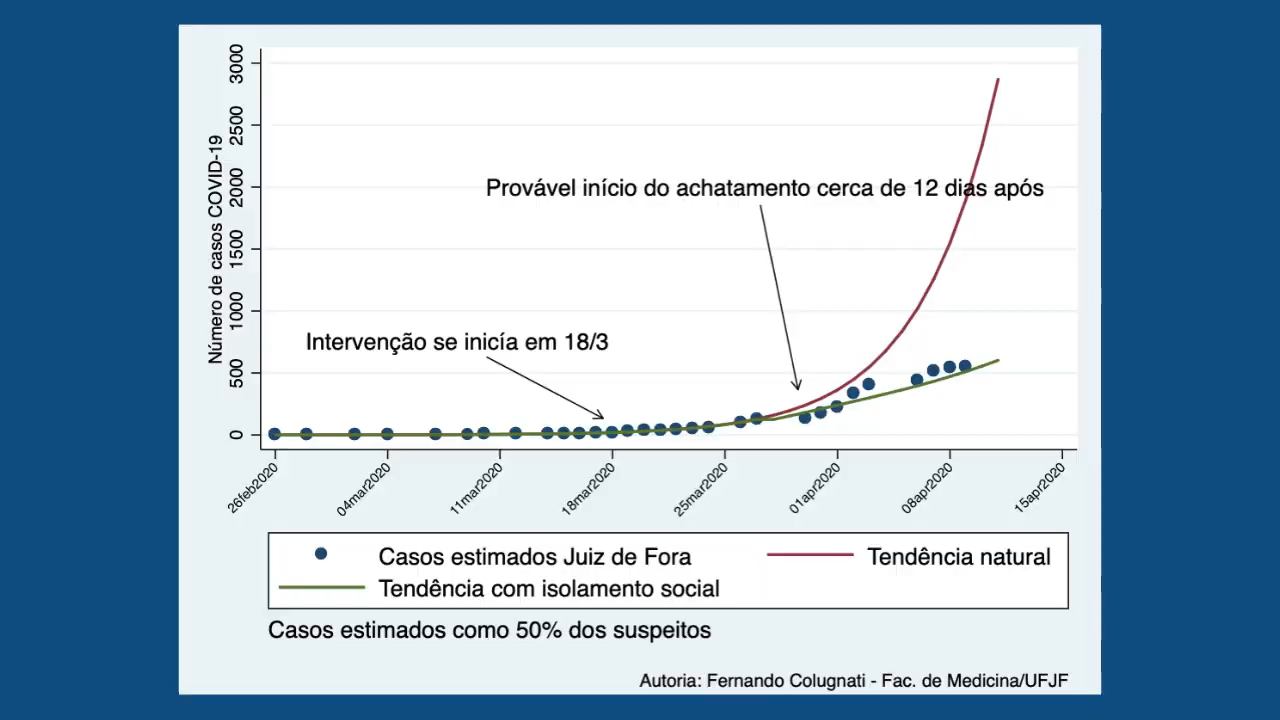 3000
2500
2000
1500
1000
500
0
Número de casos COVID-19
Provável início do achatamento cerca de 12 dias após
Intervenção se inicía em 18/3
26feb2020
04mar2020
11mar2020
18mar2020
25mar2020
01apr2020
08apr2020
15apr2020
Casos estimados Juiz de Fora
Tendência natural
Tendência com isolamento social
Casos estimados como 50% dos suspeitos
Autoria: Fernando Colugnati - Fac. de Medicina/UFJF